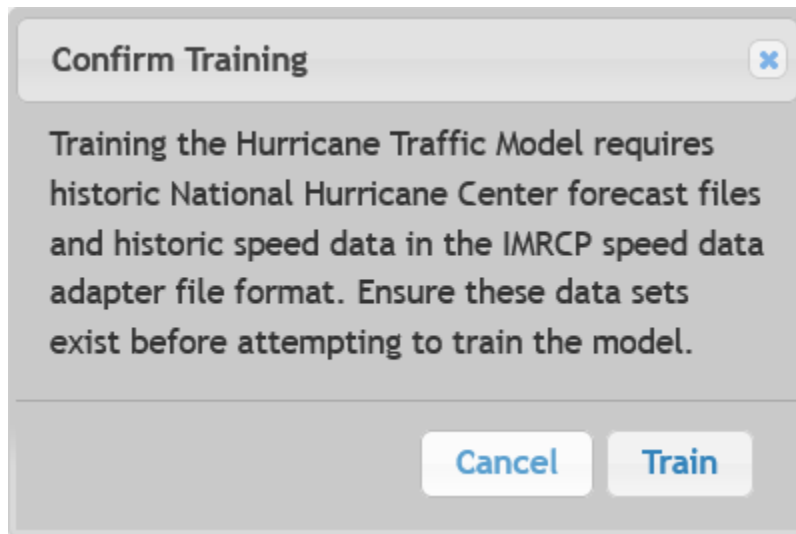 Confirm Training
Training the Hurricane Traffic Model requires
historic National Hurricane Center forecast files
and historic speed data in the IMRCP speed data
adapter file format. Ensure these data sets
exist before attempting to train the model.
Cancel Train